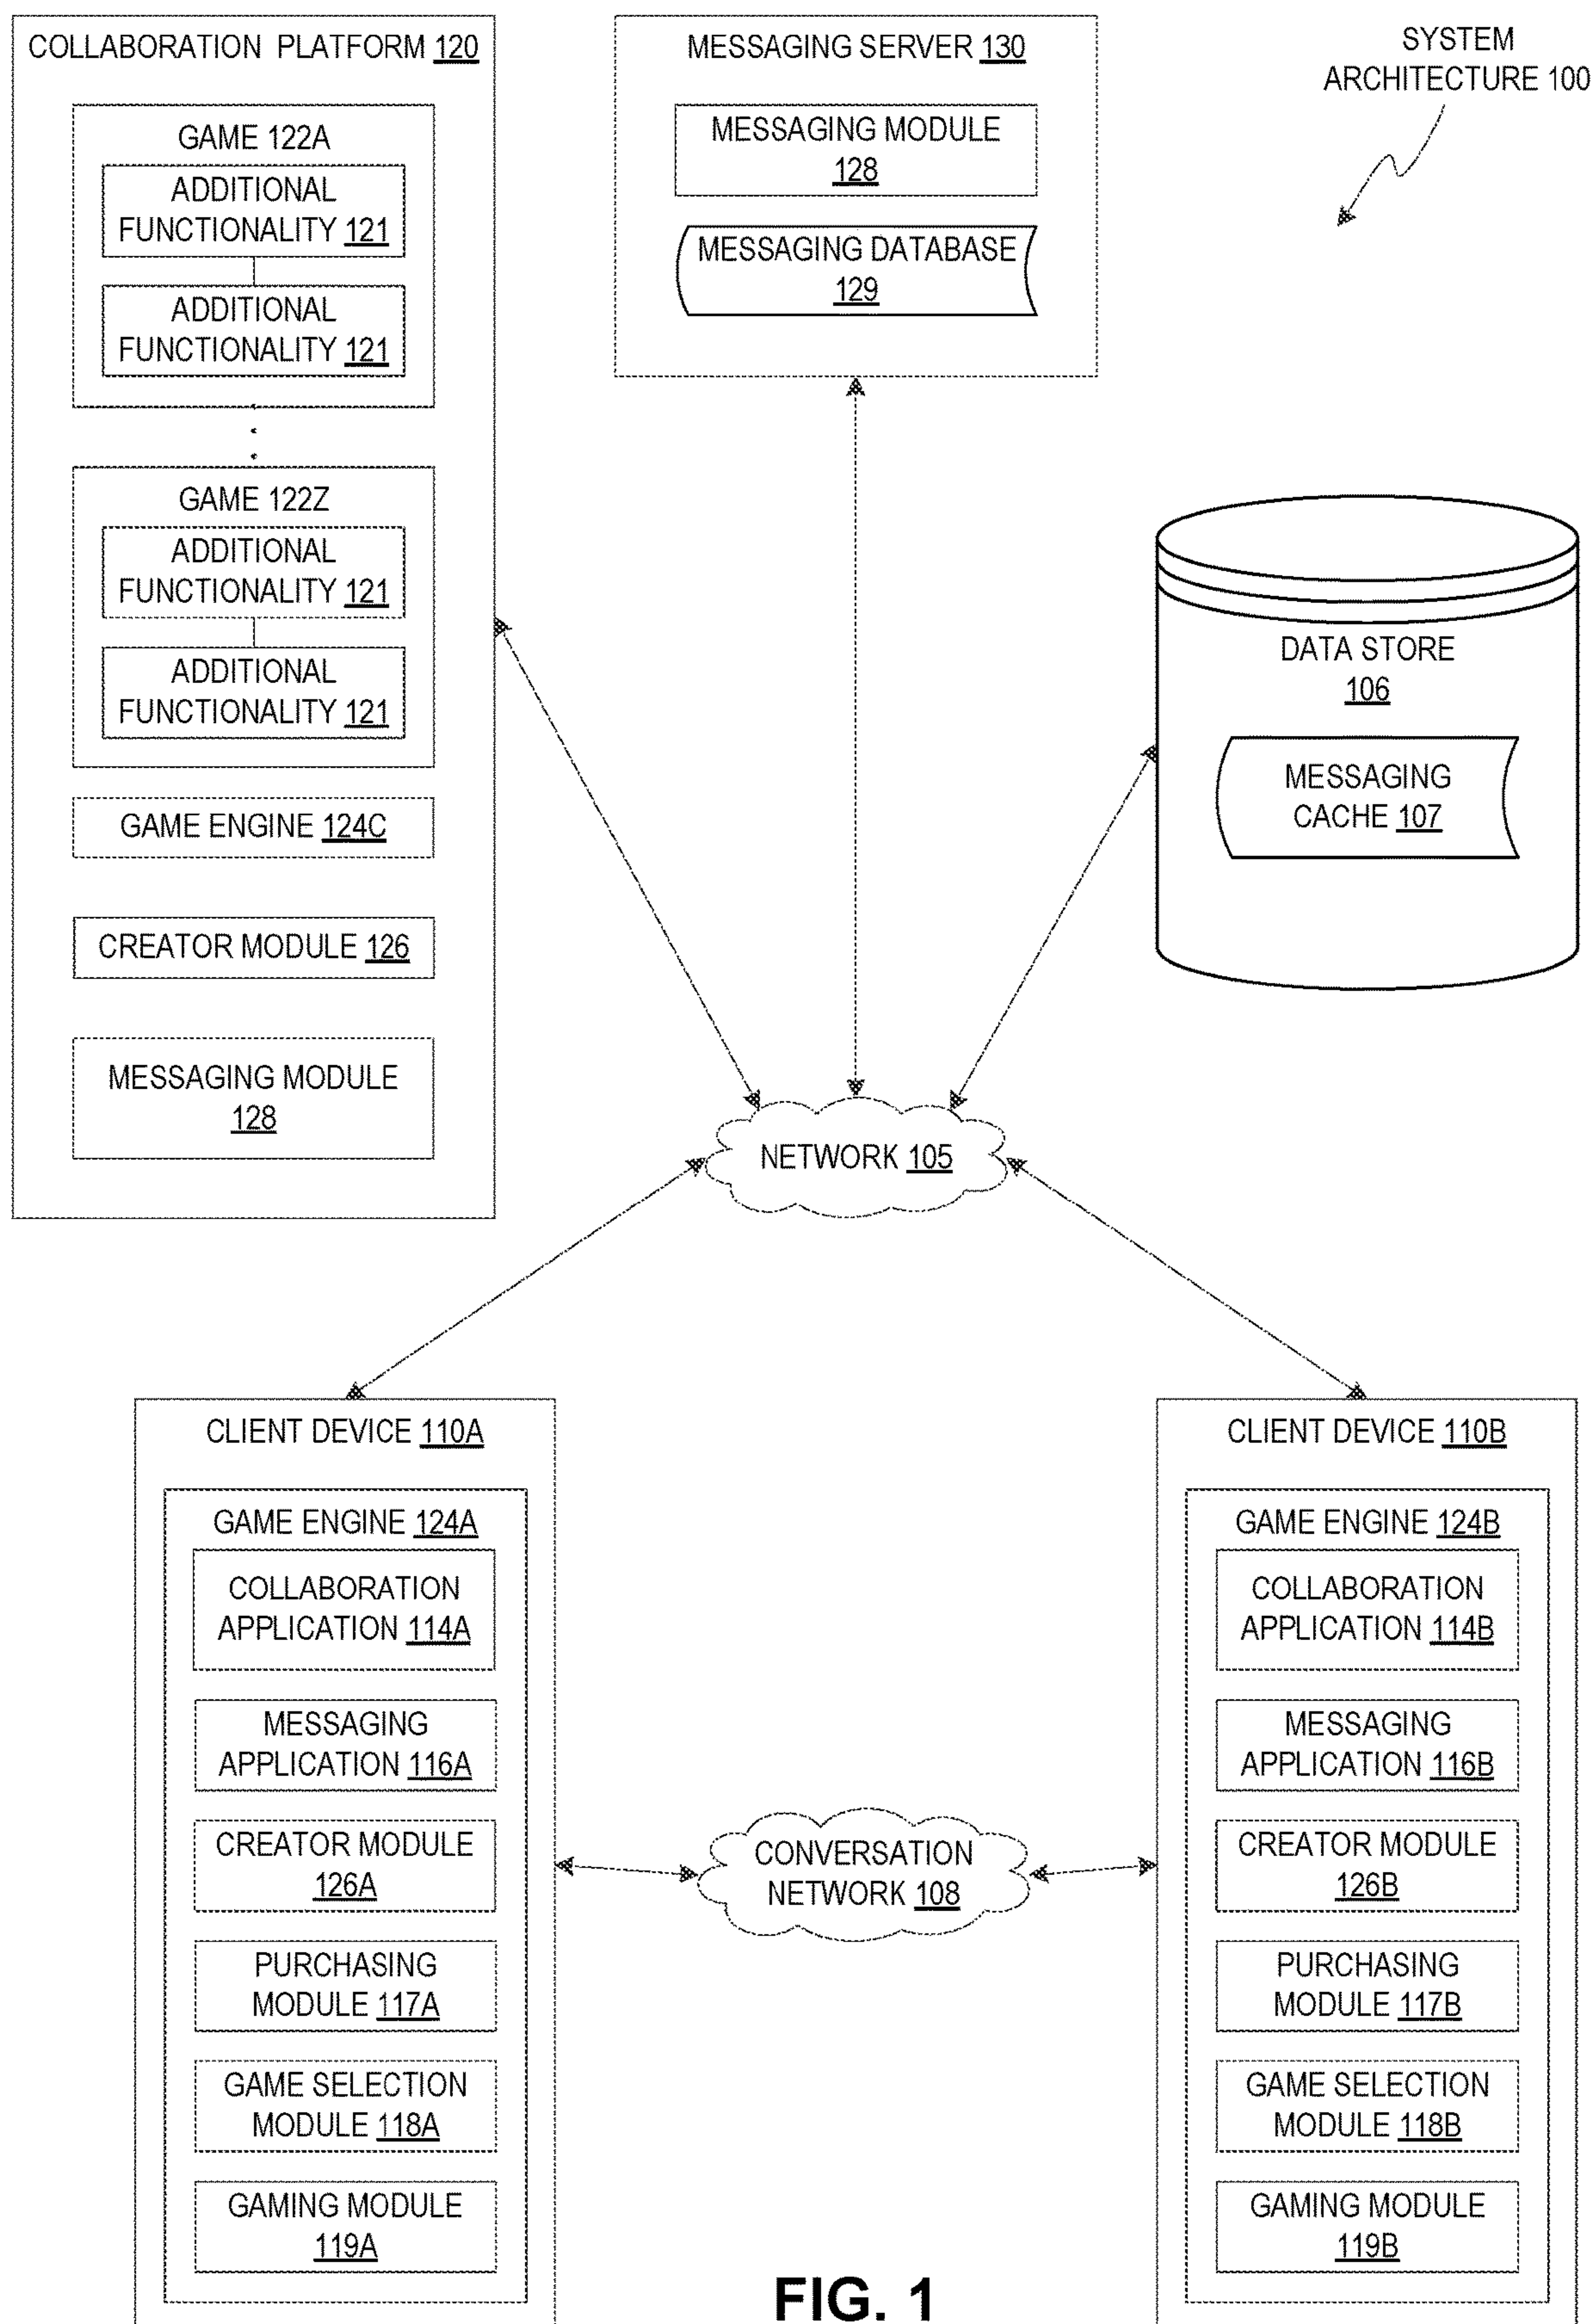 COLLABORATION PLATFORM 120
GAME 122A
ADDITIONAL
FUNCTIONALITY 121
ADDITIONAL
FUNCTIONALITY 121
GAME 122Z
ADDITIONAL
FUNCTIONALITY 121
ADDITIONAL
FUNCTIONALITY 121
GAME ENGINE 124C
CREATOR MODULE 126
MESSAGING MODULE
128
MESSAGING SERVER 130
MESSAGING MODULE
128
MESSAGING DATABASE
129
SYSTEM
ARCHITECTURE 100
DATA STORE
106
MESSAGING
CACHE 107
NETWORK 105
CLIENT DEVICE 110A
GAME ENGINE 124A
COLLABORATION
APPLICATION 114A
MESSAGING
APPLICATION 116A
CREATOR MODULE
126A
PURCHASING
MODULE 117A
GAME SELECTION
MODULE 118A
GAMING MODULE
119A
CONVERSATION
NETWORK 108
CLIENT DEVICE 110B
GAME ENGINE 124B
COLLABORATION
APPLICATION 114B
MESSAGING
APPLICATION 116B
CREATOR MODULE
126B
PURCHASING
MODULE 117B
GAME SELECTION
MODULE 118B
GAMING MODULE
119B
FIG. 1